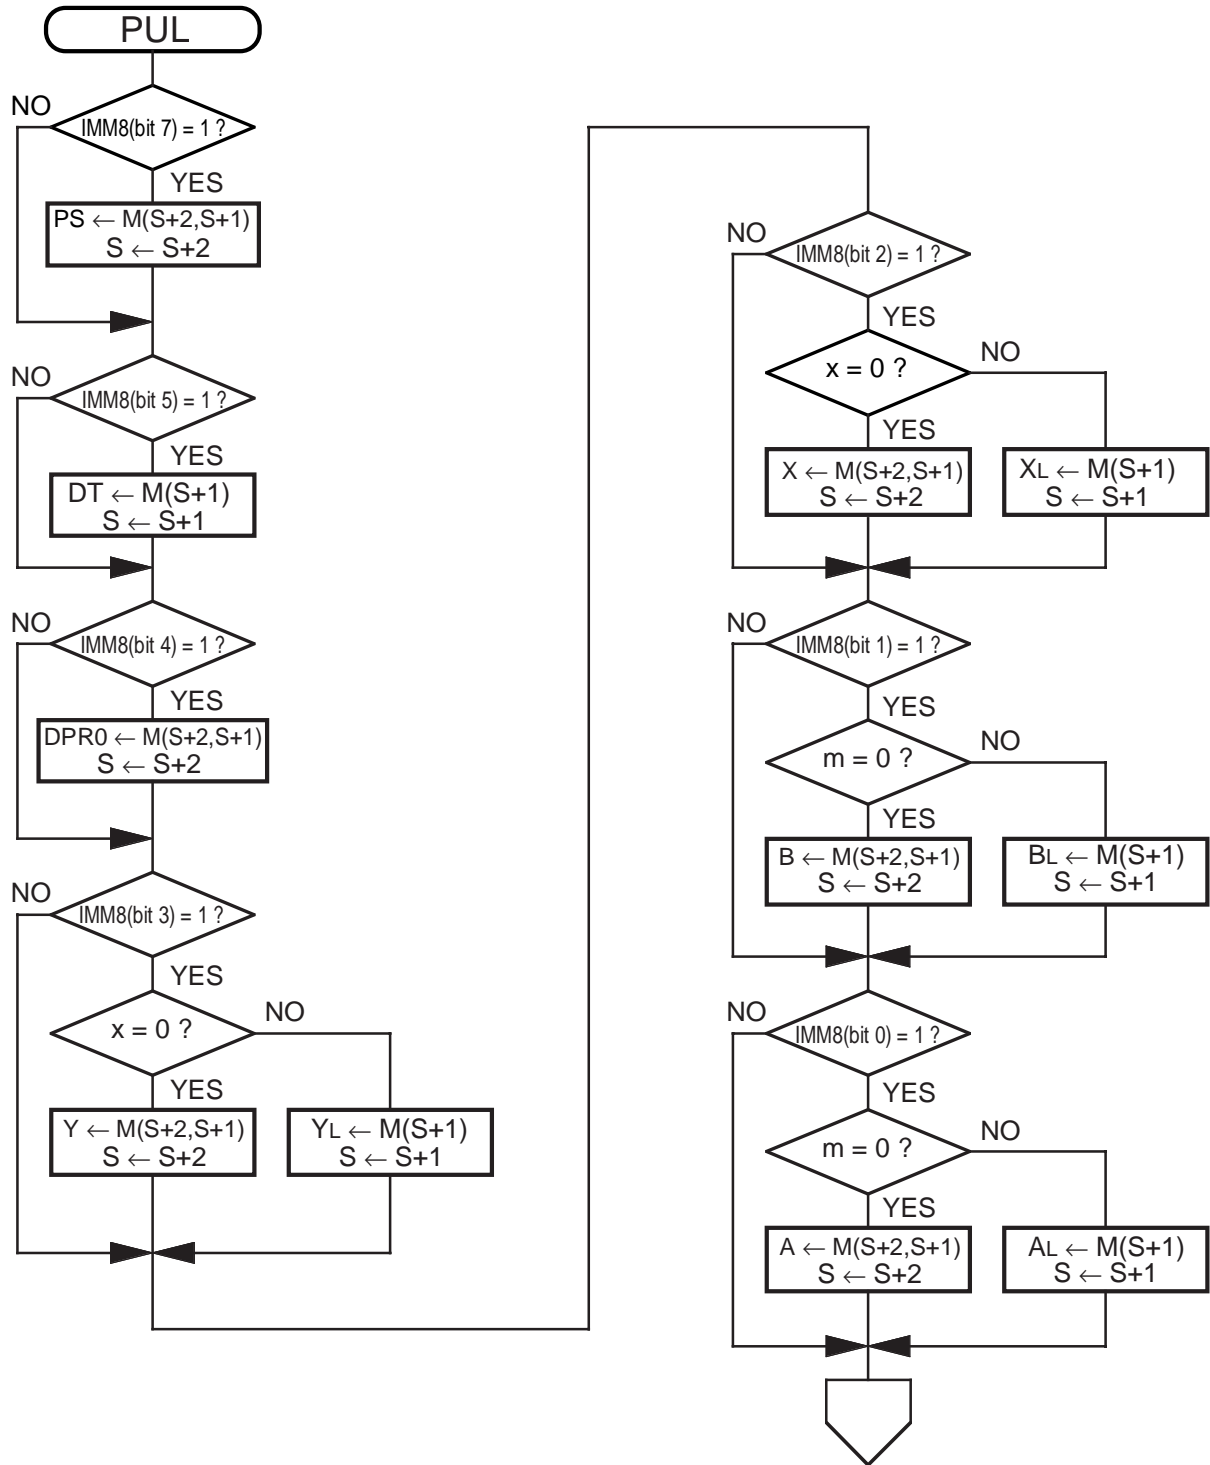 PUL
NO
IMM8(bit 7) = 1 ?
YES
PS ← M(S+2,S+1)
S ← S+2
NO
IMM8(bit 5) = 1 ?
YES
DT ← M(S+1)
S ← S+1
NO
IMM8(bit 4) = 1 ?
YES
DPR0 ← M(S+2,S+1)
S ← S+2
NO
IMM8(bit 3) = 1 ?
YES
x = 0 ?
NO
YES
Y ← M(S+2,S+1)
S ← S+2
YL ← M(S+1)
S ← S+1
NO
IMM8(bit 2) = 1 ?
YES
x = 0 ?
NO
YES
X ← M(S+2,S+1)
S ← S+2
XL ← M(S+1)
S ← S+1
NO
IMM8(bit 1) = 1 ?
YES
m = 0 ?
NO
YES
B ← M(S+2,S+1)
S ← S+2
BL ← M(S+1)
S ← S+1
NO
IMM8(bit 0) = 1 ?
YES
m = 0 ?
NO
YES
A ← M(S+2,S+1)
S ← S+2
AL ← M(S+1)
S ← S+1